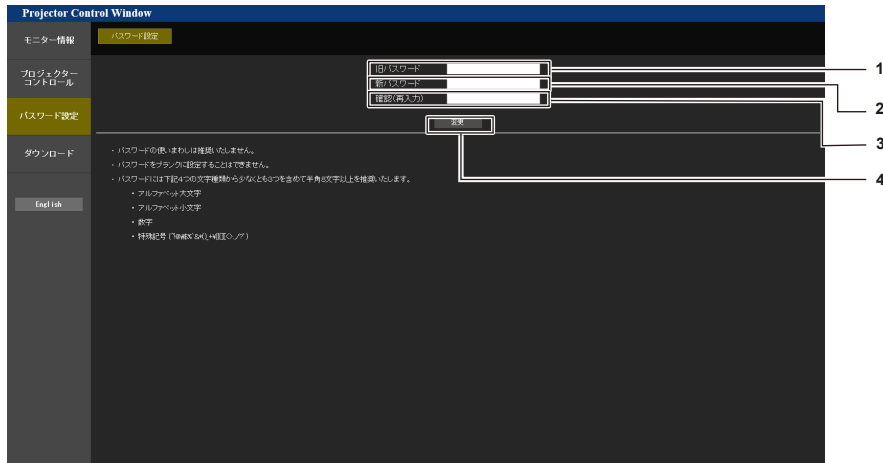 Projector Control Window
モニター情報
パスワード設定
プロジェクター
コントロール
旧パスワード
1
新パスワード
2
確認(再入力)
3
パスワード設定
変更
4
ダウンロード
・パスワードの使いまわしは推奨いたしません。
・パスワードをブランクに設定することはできません。
・パスワードには下記4つの文字種類から少なくとも3つを含めて半角8文字以上を推奨いたします。
・アルファベット大文字
・アルファベット小文字
・数字
・特殊記号
English